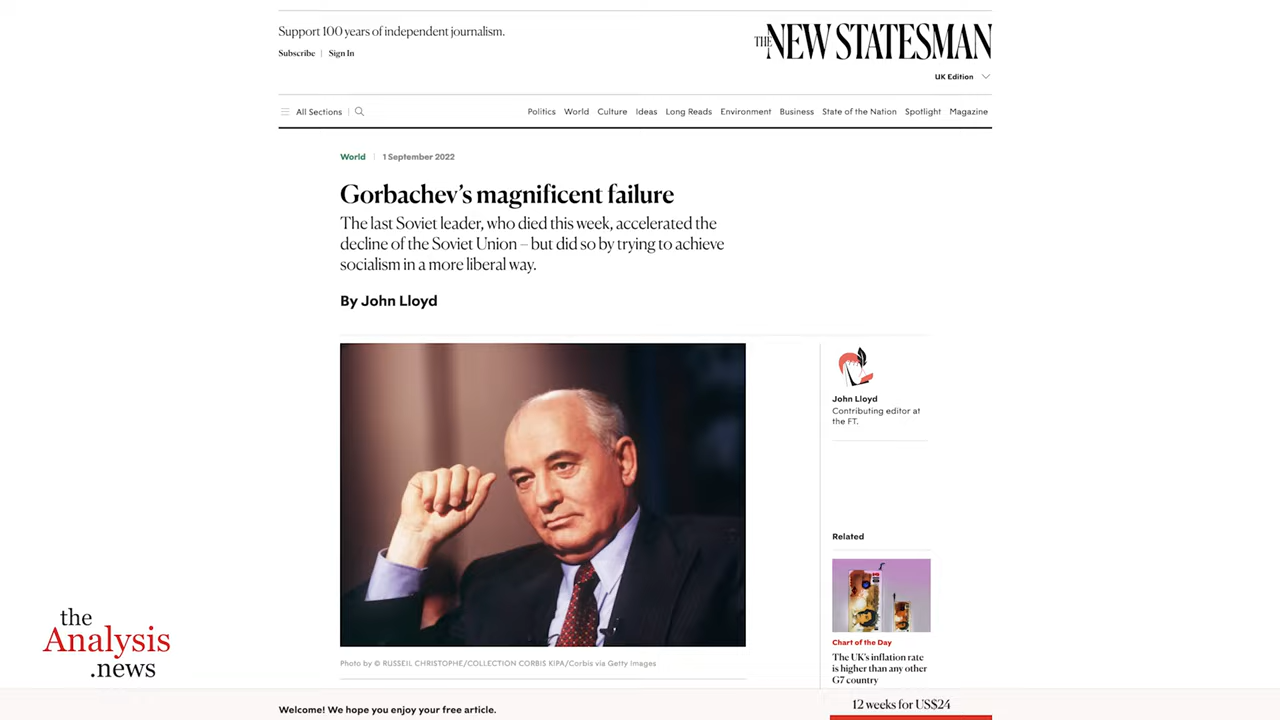 Support 100 years of independent journalism.
Subscribe | Sign In
THE NEW STATESMAN
UK Edition
All Sections
Politics World Culture Ideas Long Reads Environment Business State of the Nation Spotlight Magazine
World | 1 September 2022
Gorbachev's magnificent failure
The last Soviet leader, who died this week, accelerated the
decline of the Soviet Union – but did so by trying to achieve
socialism in a more liberal way.
By John Lloyd
John Lloyd
Contributing editor at
the FT.
Related
Chart of the Day
The UK's inflation rate
is higher than any other
G7 country
Photo by © RUSSEIL CHRISTOPHE/COLLECTION CORBIS KIPA/Corbis via Getty Images
the
Analysis
.news
Welcome! We hope you enjoy your free article.
12 weeks for US$24